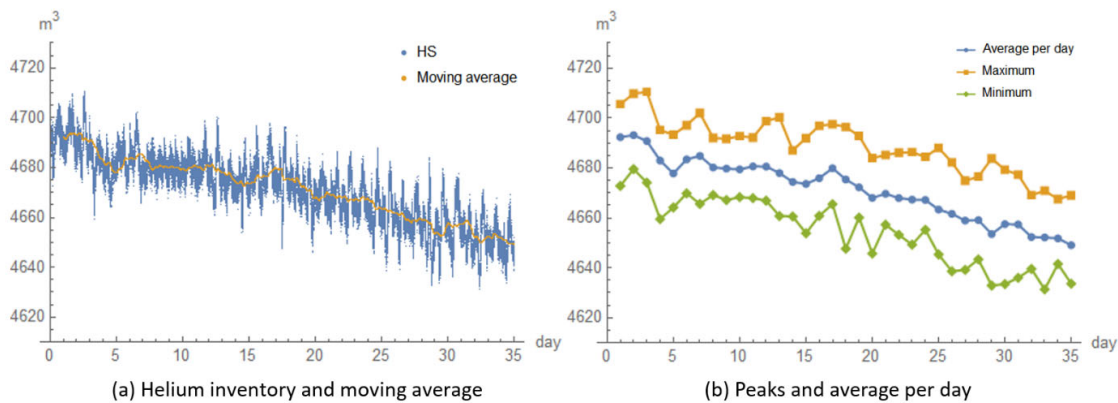 m³
HS
Moving average
4720
4700
4680
4660
4640
4620
0 5 10 15 20 25 30 35 day
(a) Helium inventory and moving average
m³
Average per day
Maximum
Minimum
4720
4700
4680
4660
4640
4620
0 5 10 15 20 25 30 35 day
(b) Peaks and average per day